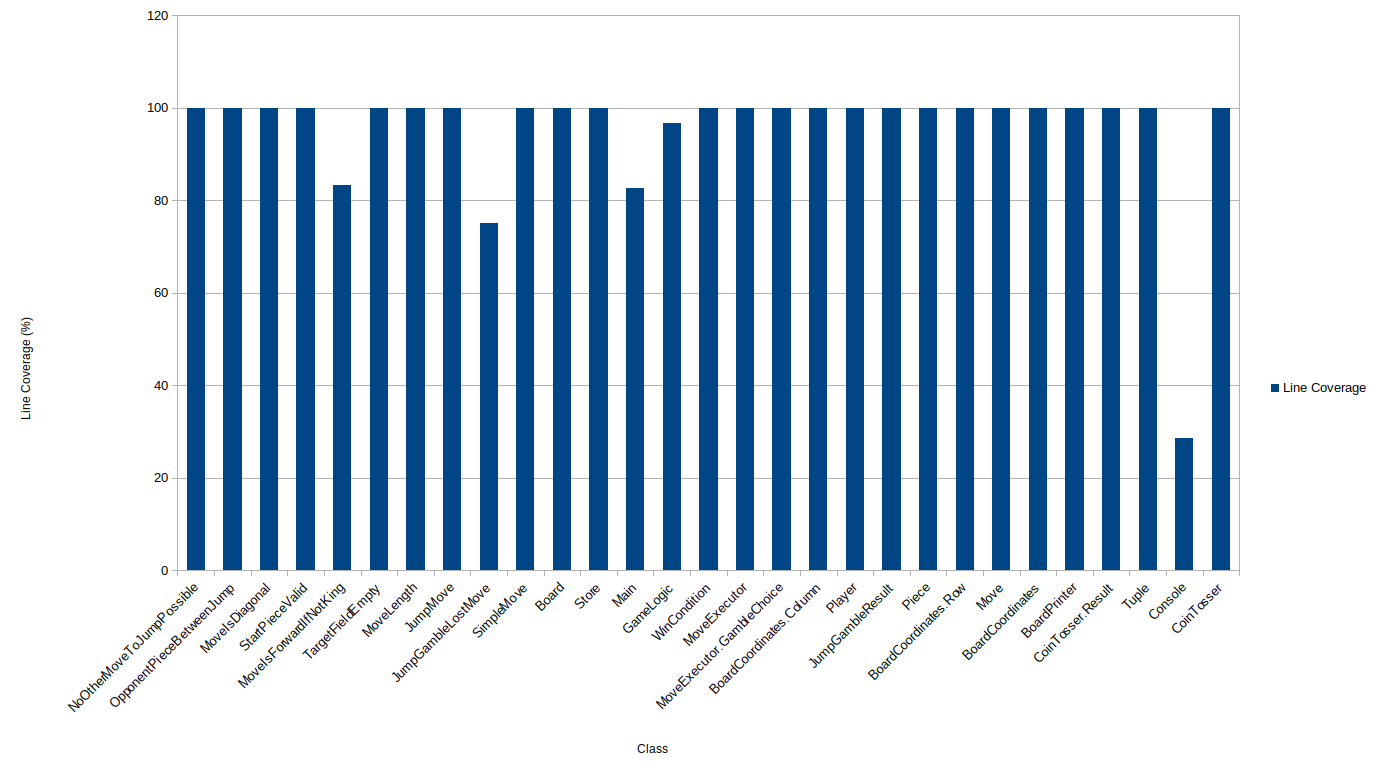 120
100
80
60
40
20
0
Line Coverage (%)
NoOtherMoveToJumpPossible
OpponentPieceBetweenJump
MoveIsDiagonal
StartPieceValid
MoveIsForwardIfNotKing
TargetFieldEmpty
MoveLength
JumpMove
JumpGambleLostMove
SimpleMove
Board
Store
Main
GameLogic
WinCondition
MoveExecutor
MoveExecutor.GambleChoice
BoardCoordinates.Column
Player
JumpGambleResult
Piece
BoardCoordinates.Row
Move
BoardCoordinates
BoardPrinter
CoinTosser.Result
Tuple
Console
CoinTosser
Class
Line Coverage